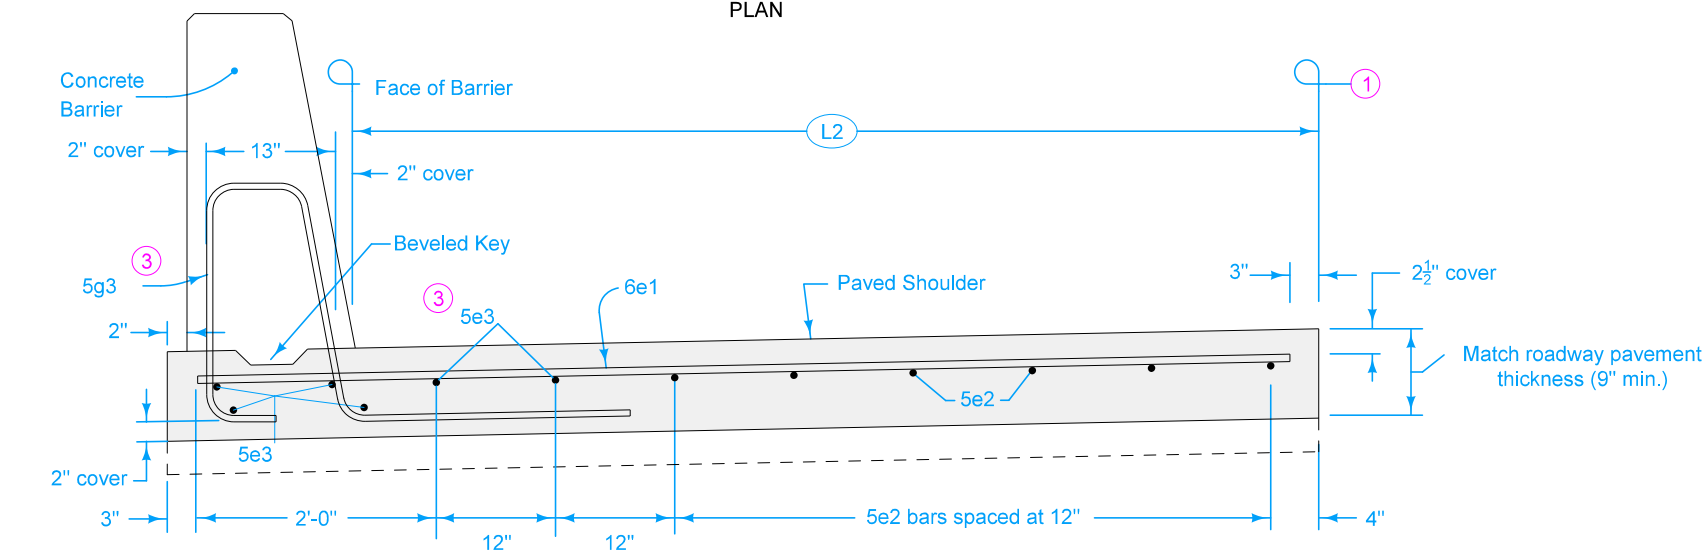 PLAN
Concrete
Barrier
Face of Barrier
1
L2
2" cover
13"
2" cover
Beveled Key
3
5g3
3
5e3
6e1
Paved Shoulder
3"
2½" cover
2"
Match roadway pavement
thickness (9" min.)
5e2
5e3
2" cover
3"
2'-0"
12"
12"
5e2 bars spaced at 12"
4"